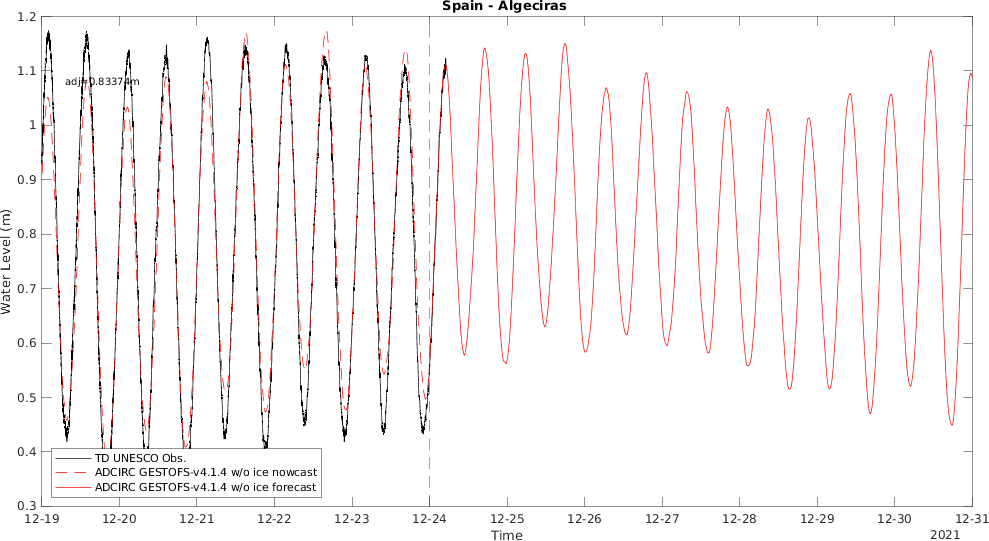 Spain - Algeciras
1.2
1.1
adj=0.83374m
1
0.9
0.8
0.7
0.6
0.5
0.4
0.3
Water Level (m)
TD UNESCO Obs.
ADCIRC GESTOFS-v4.1.4 w/o ice nowcast
ADCIRC GESTOFS-v4.1.4 w/o ice forecast
12-19 12-20 12-21 12-22 12-23 12-24 12-25 12-26 12-27 12-28 12-29 12-30 12-31
Time
2021